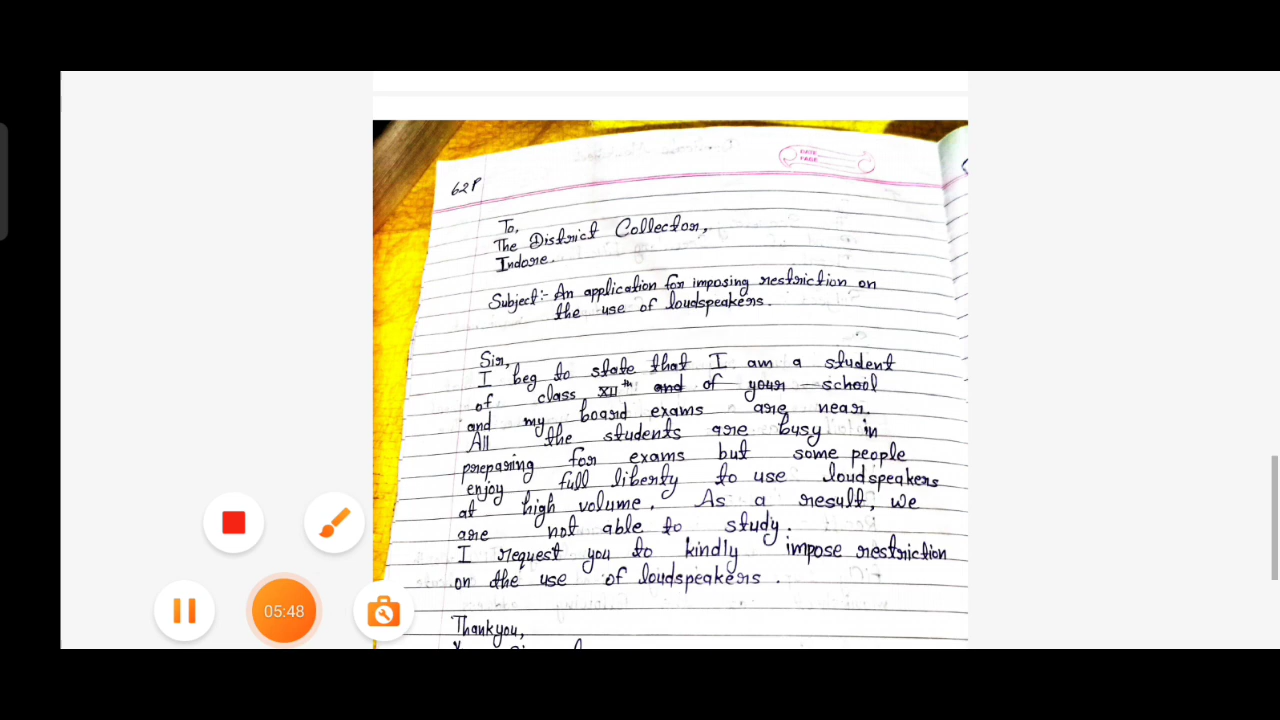 DATE
PAGE
62P
To,
The District Collector,
Indore.
Subject:- An application for imposing restriction on
the use of loudspeakers.
Sir,
I beg to state that I am a student
of class XIIth and of your school
and my board exams are near.
All the students are busy in
preparing for exams but some people
enjoy full liberty to use loudspeakers
at high volume. As a result, we
are not able to study.
I request you to kindly impose restriction
on the use of loudspeakers.
Thankyou,
05:48